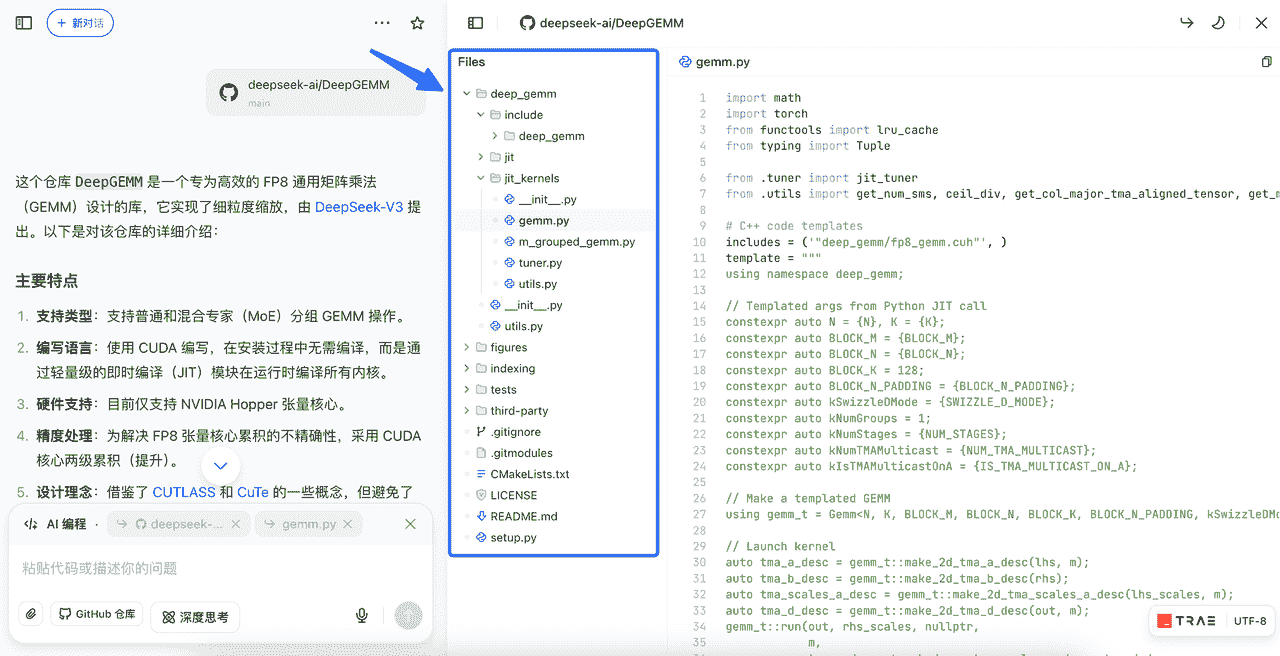 + 新对话
deepseek-ai/DeepGEMM
main
这个仓库 DeepGEMM 是一个专为高效的 FP8 通用矩阵乘法
（GEMM）设计的库，它实现了细粒度缩放，由 DeepSeek-V3 提
出。以下是对该仓库的详细介绍：
主要特点
1. 支持类型：支持普通和混合专家（MoE）分组 GEMM 操作。
2. 编写语言：使用 CUDA 编写，在安装过程中无需编译，而是通
过轻量级的即时编译（JIT）模块在运行时编译所有内核。
3. 硬件支持：目前仅支持 NVIDIA Hopper 张量核心。
4. 精度处理：为解决 FP8 张量核心累积的不精确性，采用 CUDA
核心两级累积（提升）。
5. 设计理念：借鉴了 CUTLASS 和 CuTe 的一些概念，但避免了
AI 编程 · deepseek-... gemm.py
粘贴代码或描述你的问题
GitHub 仓库 深度思考
deepseek-ai/DeepGEMM
Files
deep_gemm
include
deep_gemm
jit
jit_kernels
__init__.py
gemm.py
m_grouped_gemm.py
tuner.py
utils.py
__init__.py
utils.py
figures
indexing
tests
third-party
.gitignore
.gitmodules
CMakeLists.txt
LICENSE
README.md
setup.py
gemm.py
1 import math
2 import torch
3 from functools import lru_cache
4 from typing import Tuple
5
6 from .tuner import jit_tuner
7 from .utils import get_num_sms, ceil_div, get_col_major_tma_aligned_tensor, get_m
8
9 # C++ code templates
10 includes = ('"deep_gemm/fp8_gemm.cuh"', )
11 template = """
12 using namespace deep_gemm;
13
14 // Templated args from Python JIT call
15 constexpr auto N = {N}, K = {K};
16 constexpr auto BLOCK_M = {BLOCK_M};
17 constexpr auto BLOCK_N = {BLOCK_N};
18 constexpr auto BLOCK_K = 128;
19 constexpr auto BLOCK_N_PADDING = {BLOCK_N_PADDING};
20 constexpr auto kSwizzleDMode = {SWIZZLE_D_MODE};
21 constexpr auto kNumGroups = 1;
22 constexpr auto kNumStages = {NUM_STAGES};
23 constexpr auto kNumTMAMulticast = {NUM_TMA_MULTICAST};
24 constexpr auto kIsTMAMulticastOnA = {IS_TMA_MULTICAST_ON_A};
25
26 // Make a templated GEMM
27 using gemm_t = Gemm<N, K, BLOCK_M, BLOCK_N, BLOCK_K, BLOCK_N_PADDING, kSwizzleDMo
28
29 // Launch kernel
30 auto tma_a_desc = gemm_t::make_2d_tma_a_desc(lhs, m);
31 auto tma_b_desc = gemm_t::make_2d_tma_b_desc(rhs);
32 auto tma_scales_a_desc = gemm_t::make_2d_tma_scales_a_desc(lhs_scales, m);
33 auto tma_d_desc = gemm_t::make_2d_tma_d_desc(out, m);
34 gemm_t::run(out, rhs_scales, nullptr,
35 m,
TRAE UTF-8